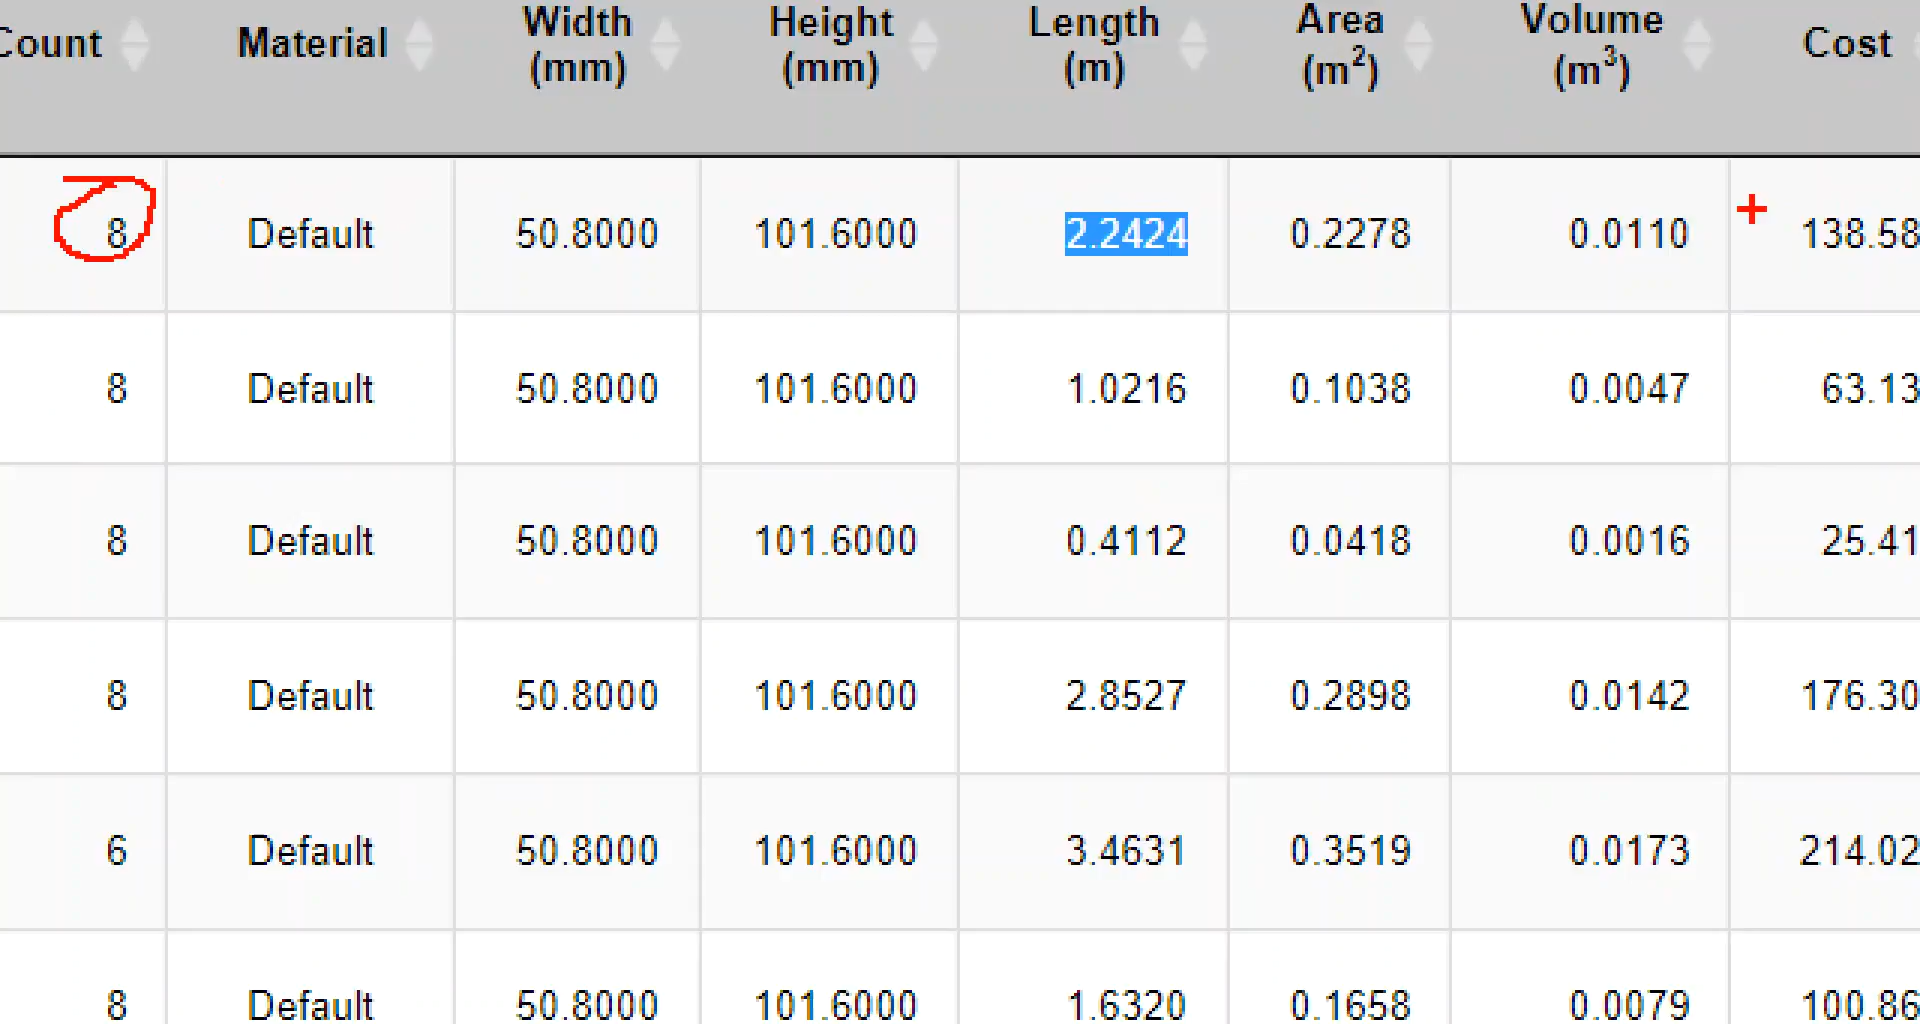 Count Material Width (mm) Height (mm) Length (m) Area (m²) Volume (m³) Cost
8 Default 50.8000 101.6000 2.2424 0.2278 0.0110 138.58
8 Default 50.8000 101.6000 1.0216 0.1038 0.0047 63.13
8 Default 50.8000 101.6000 0.4112 0.0418 0.0016 25.41
8 Default 50.8000 101.6000 2.8527 0.2898 0.0142 176.30
6 Default 50.8000 101.6000 3.4631 0.3519 0.0173 214.02
8 Default 50.8000 101.6000 1.6320 0.1658 0.0079 100.86